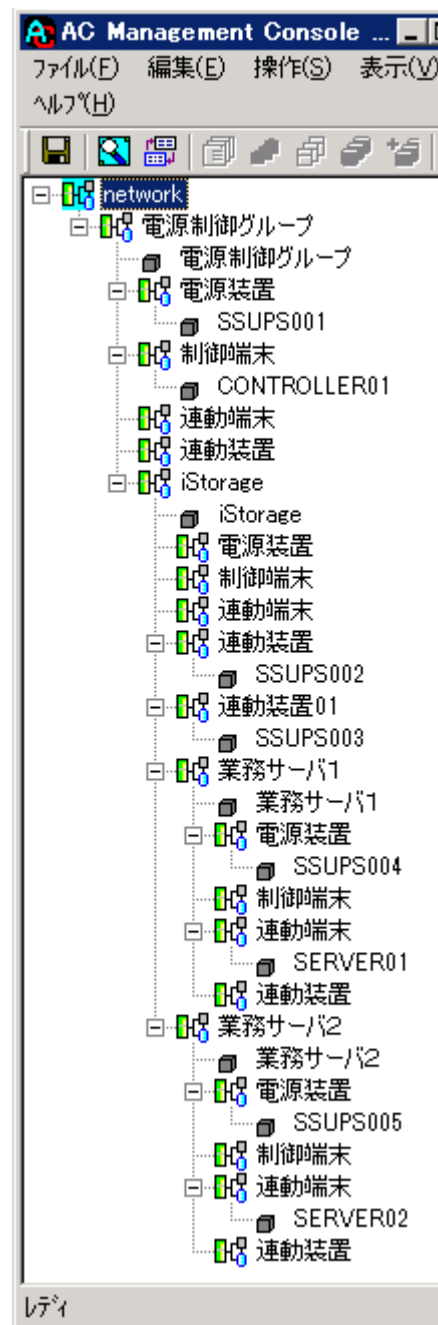 AC Management Console ...
ファイル(F) 編集(E) 操作(S) 表示(V)
ヘルプ(H)
network
電源制御グループ
電源制御グループ
電源装置
SSUPS001
制御端末
CONTROLLER01
連動端末
連動装置
iStorage
iStorage
電源装置
制御端末
連動端末
連動装置
SSUPS002
連動装置01
SSUPS003
業務サーバ1
業務サーバ1
電源装置
SSUPS004
制御端末
連動端末
SERVER01
連動装置
業務サーバ2
業務サーバ2
電源装置
SSUPS005
制御端末
連動端末
SERVER02
連動装置
レディ